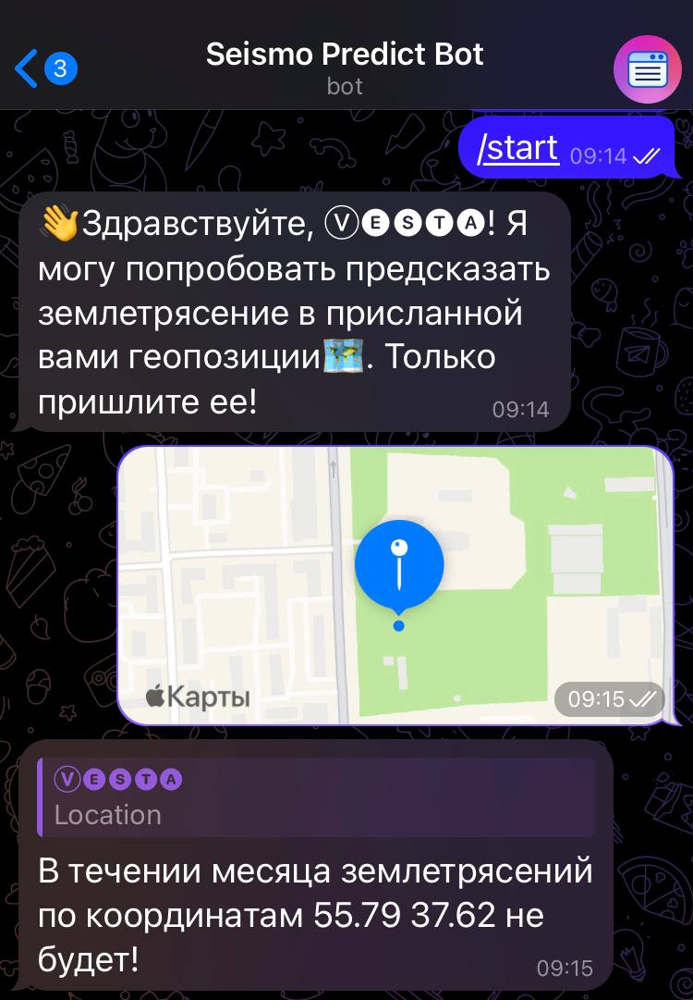 3
Seismo Predict Bot
bot
/start 09:14
👋Здравствуйте, ⓋⒺⓈⓉⒶ! Я
могу попробовать предсказать
землетрясение в присланной
вами геопозиции🗺. Только
пришлите ее! 09:14
Карты 09:15
ⓋⒺⓈⓉⒶ
Location
В течении месяца землетрясений
по координатам 55.79 37.62 не
будет! 09:15